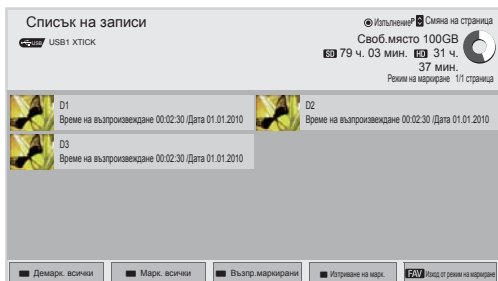 Списък на записи
Изпълнение P Смяна на страница
USB USB1 XTICK
Своб.място 100GB
SD 79 ч. 03 мин. HD 31 ч.
37 мин.
Режим на маркиране 1/1 страница
D1
Време на възпроизвеждане 00:02:30 /Дата 01.01.2010
D2
Време на възпроизвеждане 00:02:30 /Дата 01.01.2010
D3
Време на възпроизвеждане 00:02:30 /Дата 01.01.2010
Демарк. всички
Марк. всички
Възпр.маркирани
Изтриване на марк.
FAV Изход от режим на маркиране